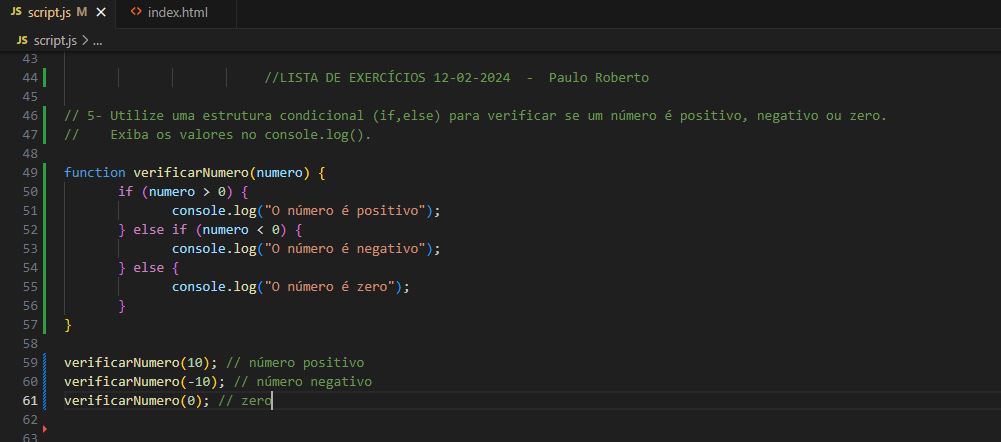 JS script.js M × <> index.html
JS script.js > ...
43
44 //LISTA DE EXERCÍCIOS 12-02-2024 - Paulo Roberto
45
46 // 5- Utilize uma estrutura condicional (if,else) para verificar se um número é positivo, negativo ou zero.
47 // Exiba os valores no console.log().
48
49 function verificarNumero(numero) {
50 if (numero > 0) {
51 console.log("O número é positivo");
52 } else if (numero < 0) {
53 console.log("O número é negativo");
54 } else {
55 console.log("O número é zero");
56 }
57 }
58
59 verificarNumero(10); // número positivo
60 verificarNumero(-10); // número negativo
61 verificarNumero(0); // zero
62
63